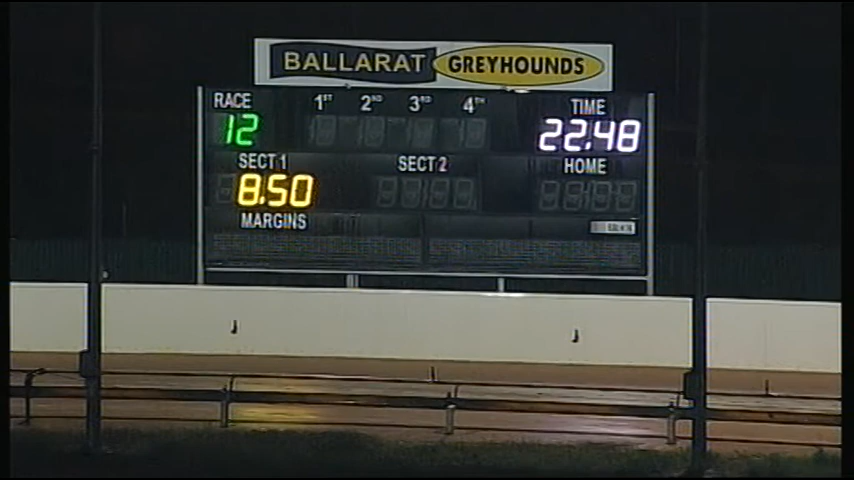 BALLARAT GREYHOUNDS
RACE 1ST 2ND 3RD 4TH TIME
12 22.48
SECT 1 SECT 2 HOME
8.50
MARGINS